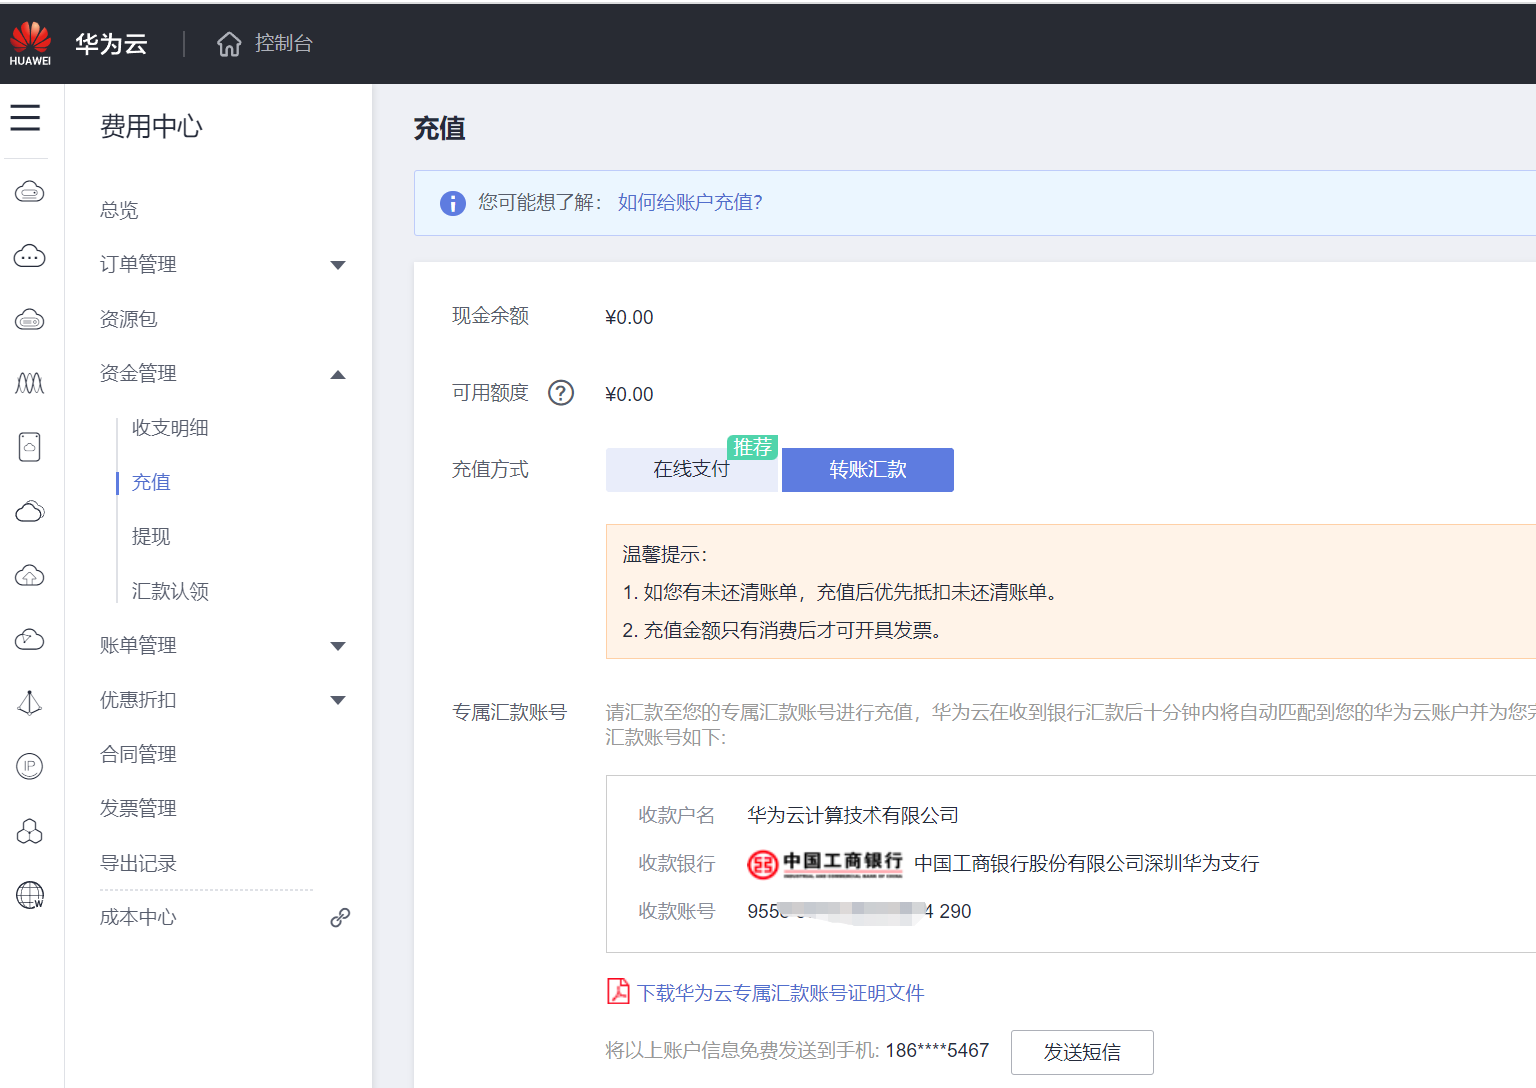 HUAWEI
华为云
控制台
费用中心
总览
订单管理
资源包
资金管理
收支明细
充值
提现
汇款认领
账单管理
优惠折扣
合同管理
发票管理
导出记录
成本中心
IP
W
充值
您可能想了解： 如何给账户充值?
现金余额 ¥0.00
可用额度 ? ¥0.00
充值方式 在线支付 推荐 转账汇款
温馨提示：
1. 如您有未还清账单，充值后优先抵扣未还清账单。
2. 充值金额只有消费后才可开具发票。
专属汇款账号 请汇款至您的专属汇款账号进行充值，华为云在收到银行汇款后十分钟内将自动匹配到您的华为云账户并为您完
汇款账号如下:
收款户名 华为云计算技术有限公司
收款银行 中国工商银行 INDUSTRIAL AND COMMERCIAL BANK OF CHINA 中国工商银行股份有限公司深圳华为支行
收款账号 955 4 290
下载华为云专属汇款账号证明文件
将以上账户信息免费发送到手机: 186****5467 发送短信